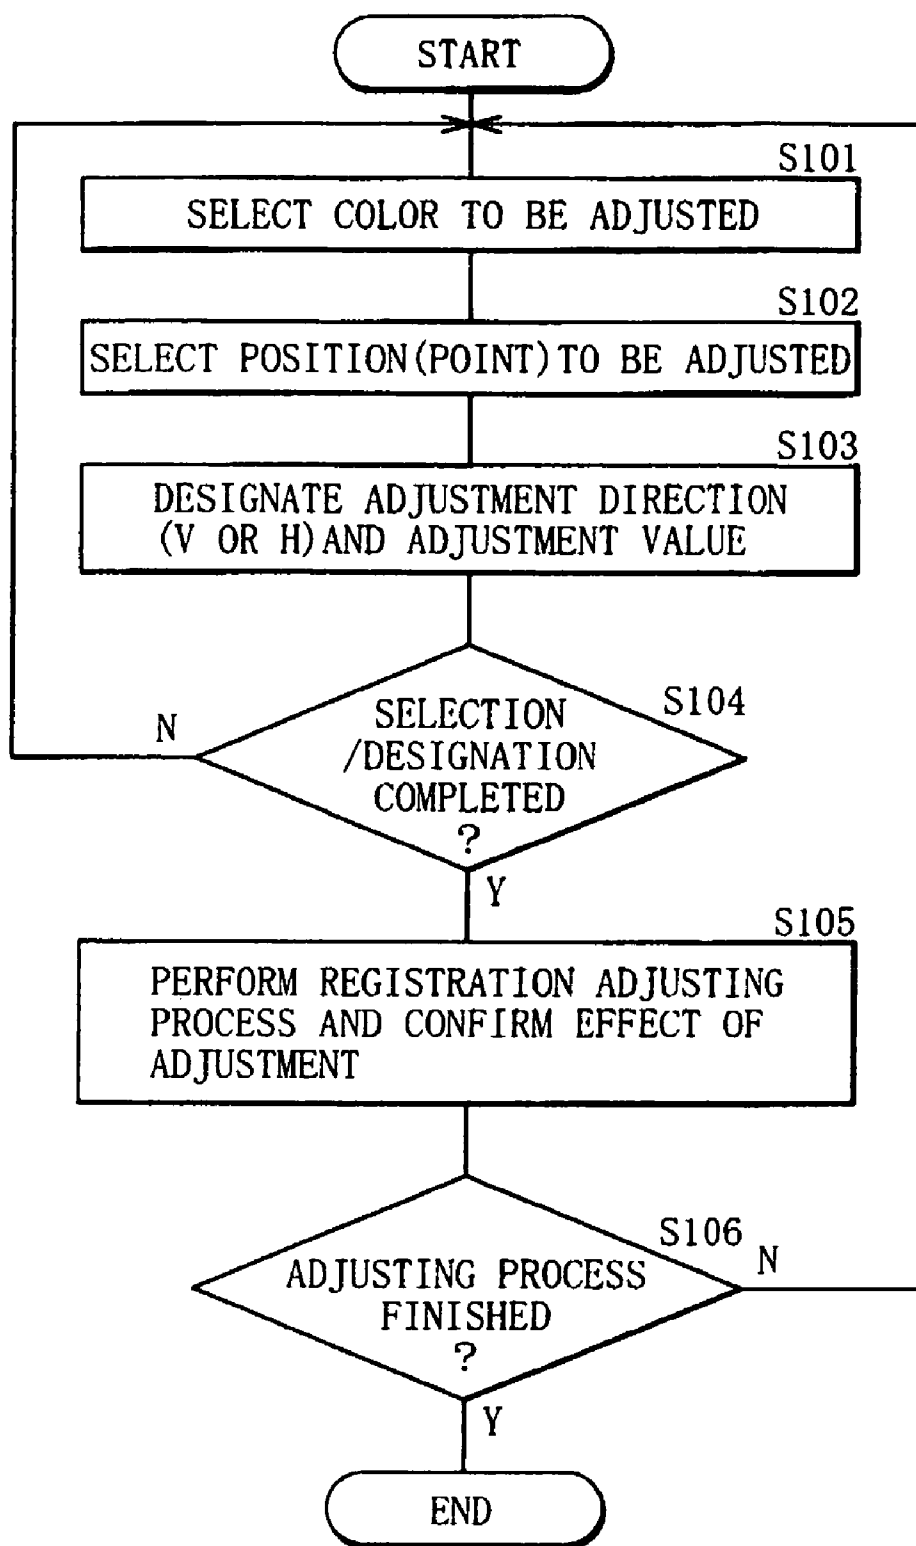 START
S101
SELECT COLOR TO BE ADJUSTED
S102
SELECT POSITION(POINT)TO BE ADJUSTED
S103
DESIGNATE ADJUSTMENT DIRECTION
(V OR H)AND ADJUSTMENT VALUE
S104
N
SELECTION
/DESIGNATION
COMPLETED
?
Y
S105
PERFORM REGISTRATION ADJUSTING
PROCESS AND CONFIRM EFFECT OF
ADJUSTMENT
S106
N
ADJUSTING PROCESS
FINISHED
?
Y
END